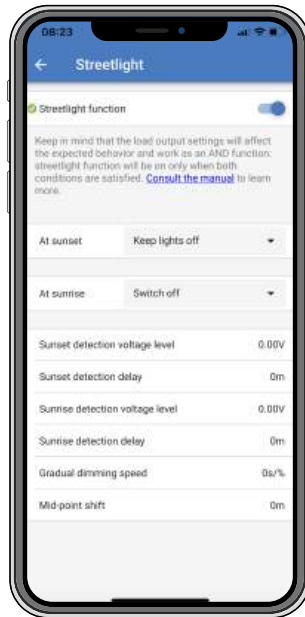 08:23
Streetlight
Streetlight function
Keep in mind that the load output settings will affect
the expected behavior and work as an AND function:
streetlight function will be on only when both
conditions are satisfied. Consult the manual to learn
more.
At sunset Keep lights off
At sunrise Switch off
Sunset detection voltage level 0.00V
Sunset detection delay 0m
Sunrise detection voltage level 0.00V
Sunrise detection delay 0m
Gradual dimming speed 0s/%
Mid-point shift 0m